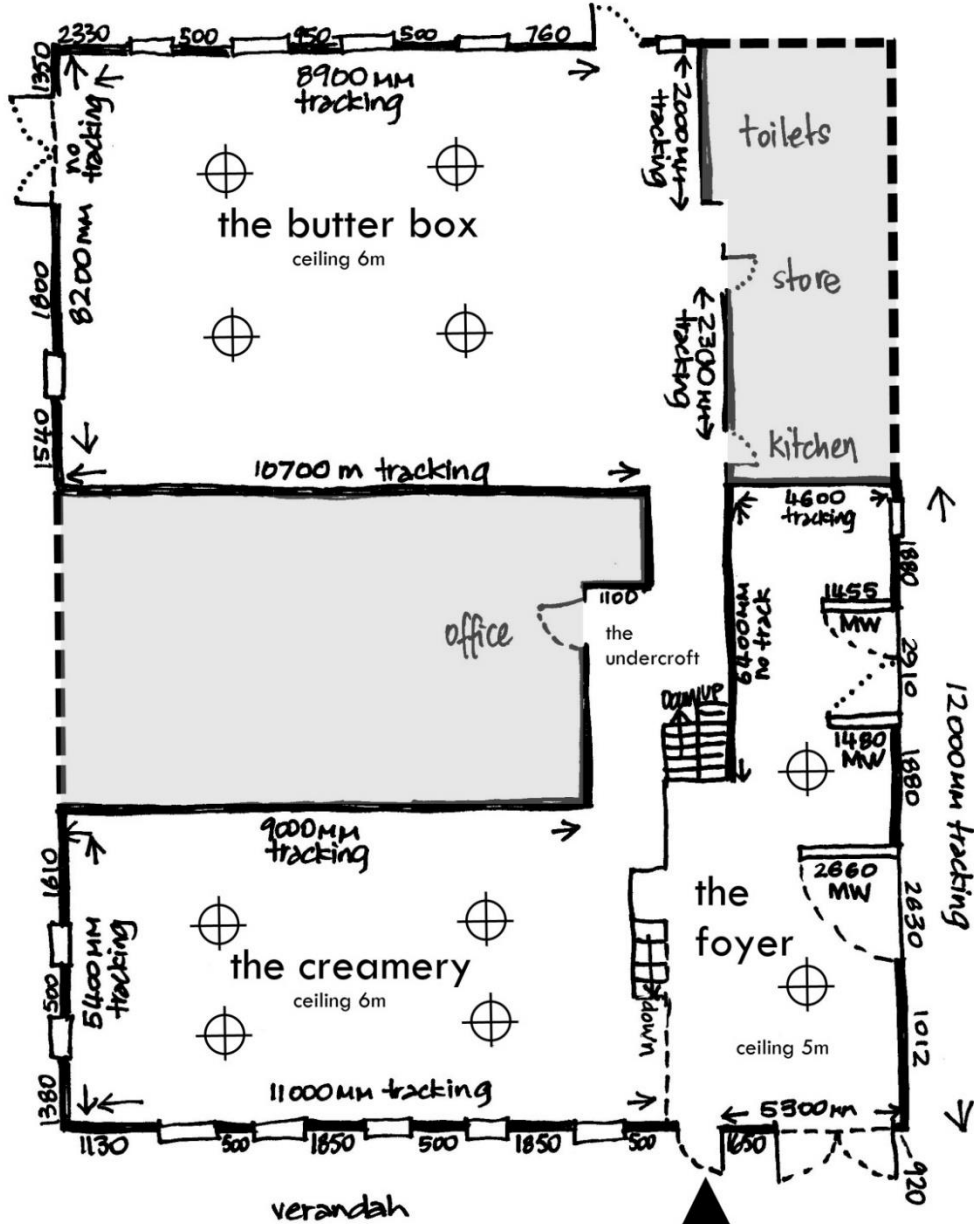 2330
500
950
500
760
1350
8900MM
tracking
no
tracking
2000MM
tracking
toilets
the butter box
ceiling 6m
1800
8200MM
store
2300MM
tracking
1540
kitchen
10700 m tracking
4600
tracking
1880
1455
MW
1100
office
the
undercroft
6400MM
no track
2910
DOWN
UP
1480
MW
1880
12000MM tracking
9000MM
tracking
1610
2660
MW
2630
the
foyer
5400MM
tracking
500
the creamery
ceiling 6m
down
ceiling 5m
1012
1380
11000MM tracking
1130
500
1850
500
1850
500
1650
920
verandah